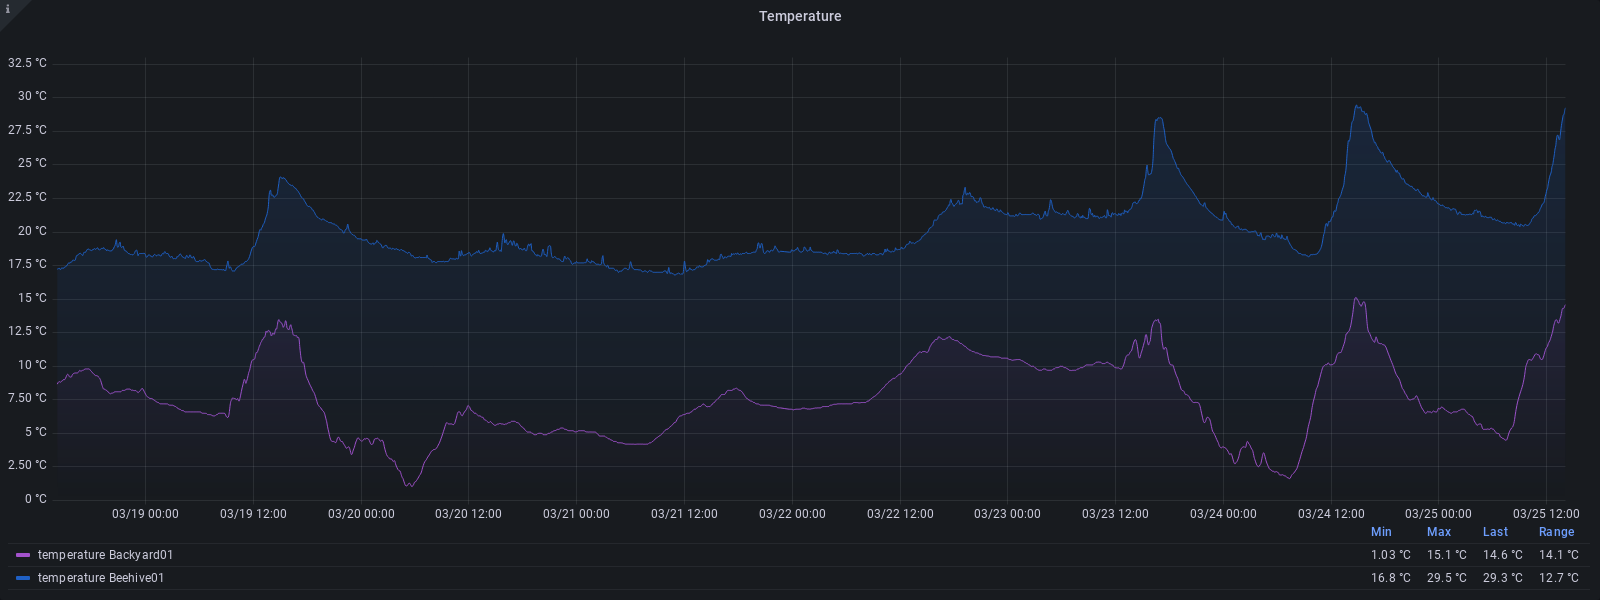 i
Temperature
32.5 °C
30 °C
27.5 °C
25 °C
22.5 °C
20 °C
17.5 °C
15 °C
12.5 °C
10 °C
7.50 °C
5 °C
2.50 °C
0 °C
03/19 00:00 03/19 12:00 03/20 00:00 03/20 12:00 03/21 00:00 03/21 12:00 03/22 00:00 03/22 12:00 03/23 00:00 03/23 12:00 03/24 00:00 03/24 12:00 03/25 00:00 03/25 12:00
Min Max Last Range
temperature Backyard01 1.03 °C 15.1 °C 14.6 °C 14.1 °C
temperature Beehive01 16.8 °C 29.5 °C 29.3 °C 12.7 °C